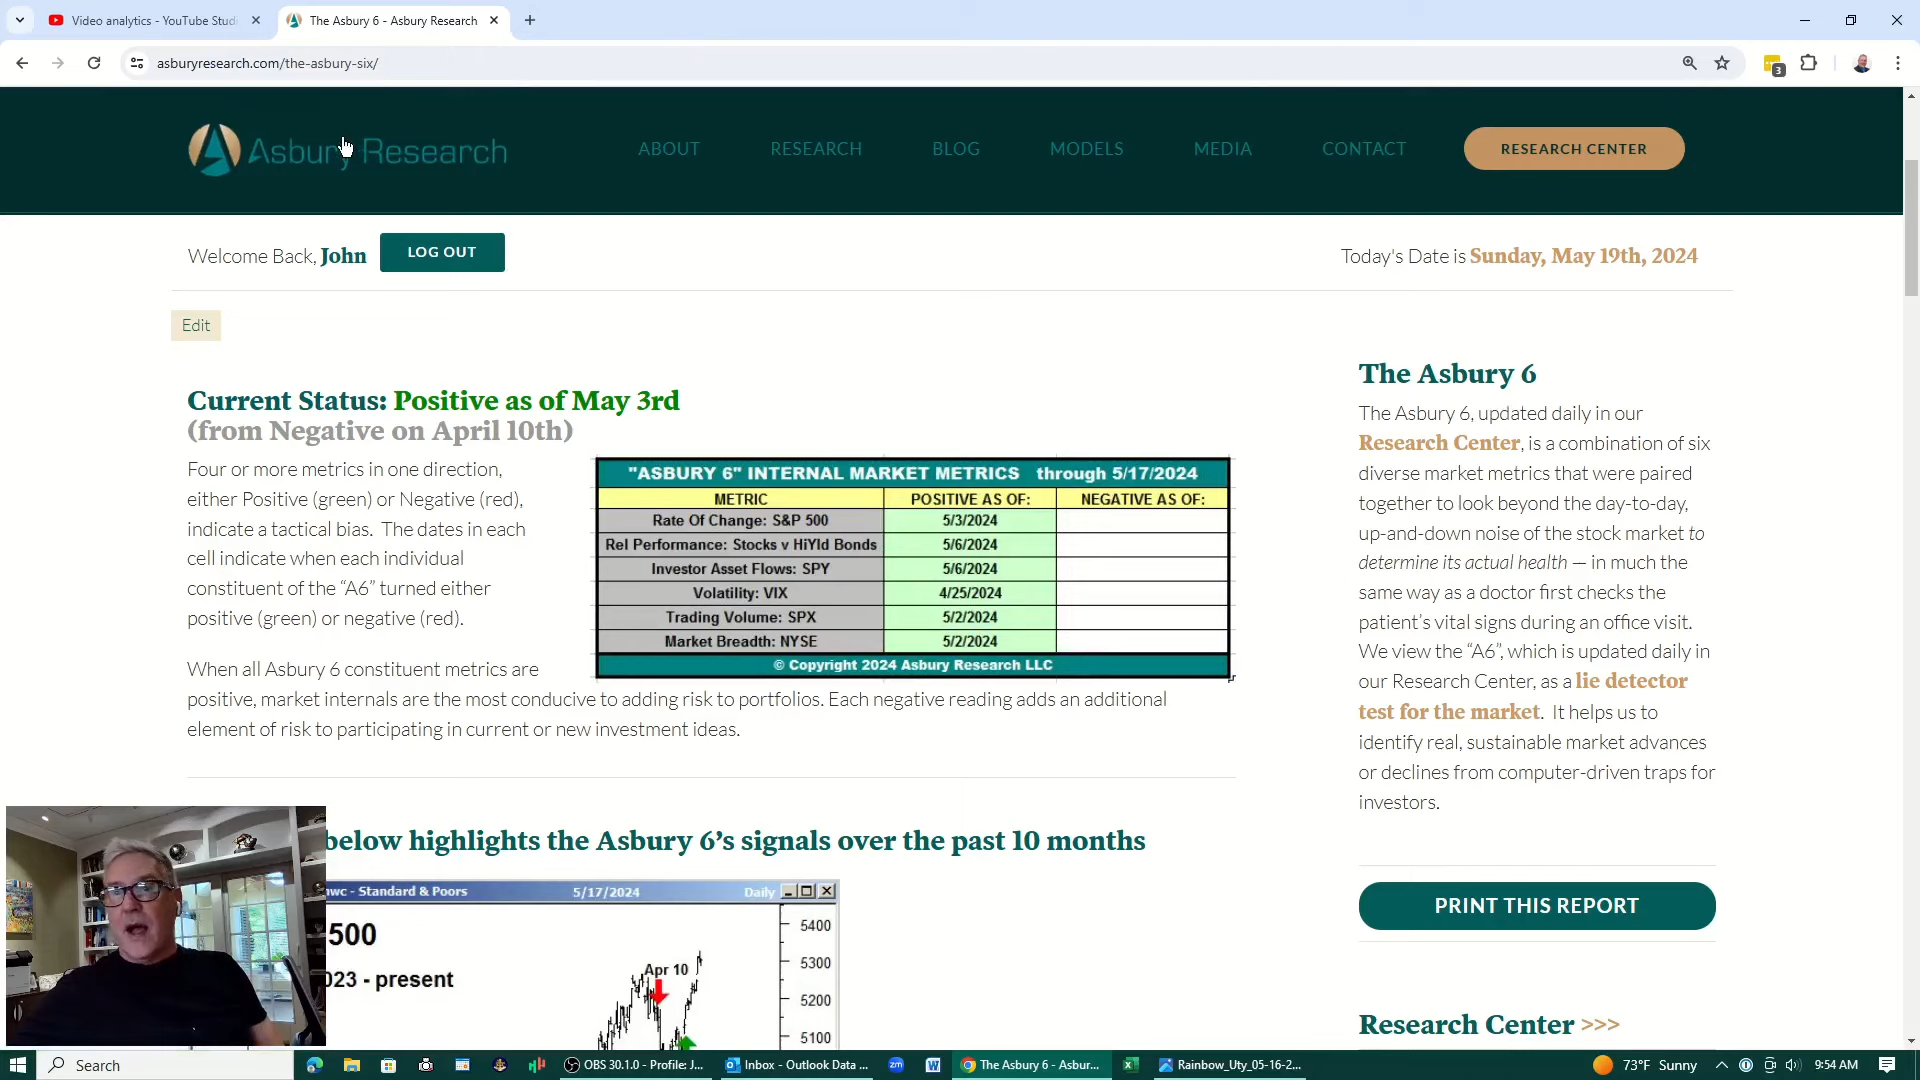 Video analytics - YouTube Stud
The Asbury 6 - Asbury Research
asburyresearch.com/the-asbury-six/
3
Asbury Research
ABOUT
RESEARCH
BLOG
MODELS
MEDIA
CONTACT
RESEARCH CENTER
Welcome Back, John
LOG OUT
Today's Date is Sunday, May 19th, 2024
Edit
Current Status: Positive as of May 3rd
(from Negative on April 10th)
Four or more metrics in one direction,
either Positive (green) or Negative (red),
indicate a tactical bias. The dates in each
cell indicate when each individual
constituent of the “A6” turned either
positive (green) or negative (red).
"ASBURY 6" INTERNAL MARKET METRICS through 5/17/2024
METRIC POSITIVE AS OF: NEGATIVE AS OF:
Rate Of Change: S&P 500 5/3/2024
Rel Performance: Stocks v HiYld Bonds 5/6/2024
Investor Asset Flows: SPY 5/6/2024
Volatility: VIX 4/25/2024
Trading Volume: SPX 5/2/2024
Market Breadth: NYSE 5/2/2024
© Copyright 2024 Asbury Research LLC
When all Asbury 6 constituent metrics are
positive, market internals are the most conducive to adding risk to portfolios. Each negative reading adds an additional
element of risk to participating in current or new investment ideas.
below highlights the Asbury 6’s signals over the past 10 months
nwc - Standard & Poors 5/17/2024 Daily
500
023 - present
Apr 10
5400
5300
5200
5100
The Asbury 6
The Asbury 6, updated daily in our
Research Center, is a combination of six
diverse market metrics that were paired
together to look beyond the day-to-day,
up-and-down noise of the stock market to
determine its actual health — in much the
same way as a doctor first checks the
patient’s vital signs during an office visit.
We view the “A6”, which is updated daily in
our Research Center, as a lie detector
test for the market. It helps us to
identify real, sustainable market advances
or declines from computer-driven traps for
investors.
PRINT THIS REPORT
Research Center >>>
Search
OBS 30.1.0 - Profile: J...
Inbox - Outlook Data ...
The Asbury 6 - Asbur...
Rainbow_Uty_05-16-2...
73°F Sunny
9:54 AM